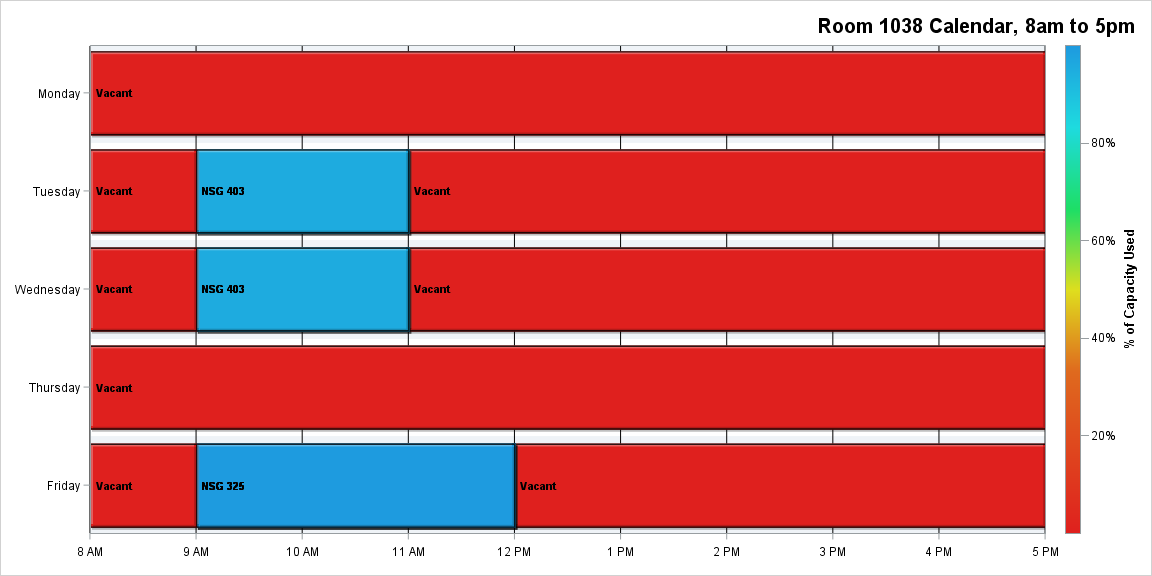 Room 1038 Calendar, 8am to 5pm
Monday
Vacant
Tuesday
Vacant
NSG 403
Vacant
Wednesday
Vacant
NSG 403
Vacant
Thursday
Vacant
Friday
Vacant
NSG 325
Vacant
8 AM
9 AM
10 AM
11 AM
12 PM
1 PM
2 PM
3 PM
4 PM
5 PM
80%
60%
40%
20%
% of Capacity Used